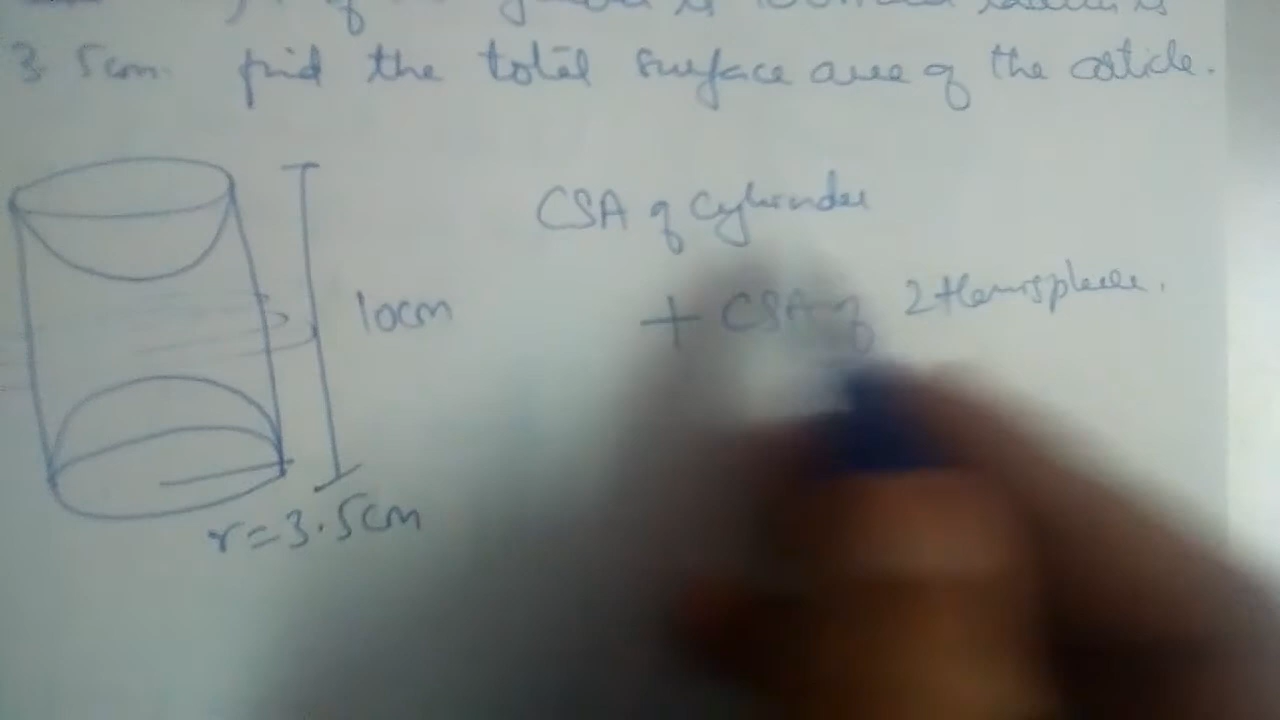 3.5cm. find the total surface area of the article.
CSA of Cylinder
+ CSA of 2 Hemisphere.
10cm
r=3.5cm